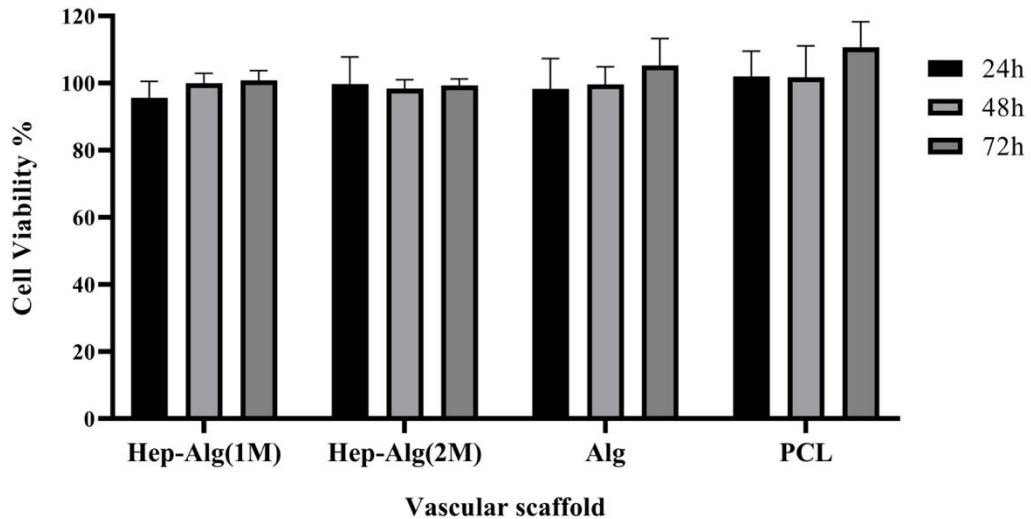 Cell Viability %
120
100
80
60
40
20
0
Hep-Alg(1M) Hep-Alg(2M) Alg PCL
Vascular scaffold
24h
48h
72h